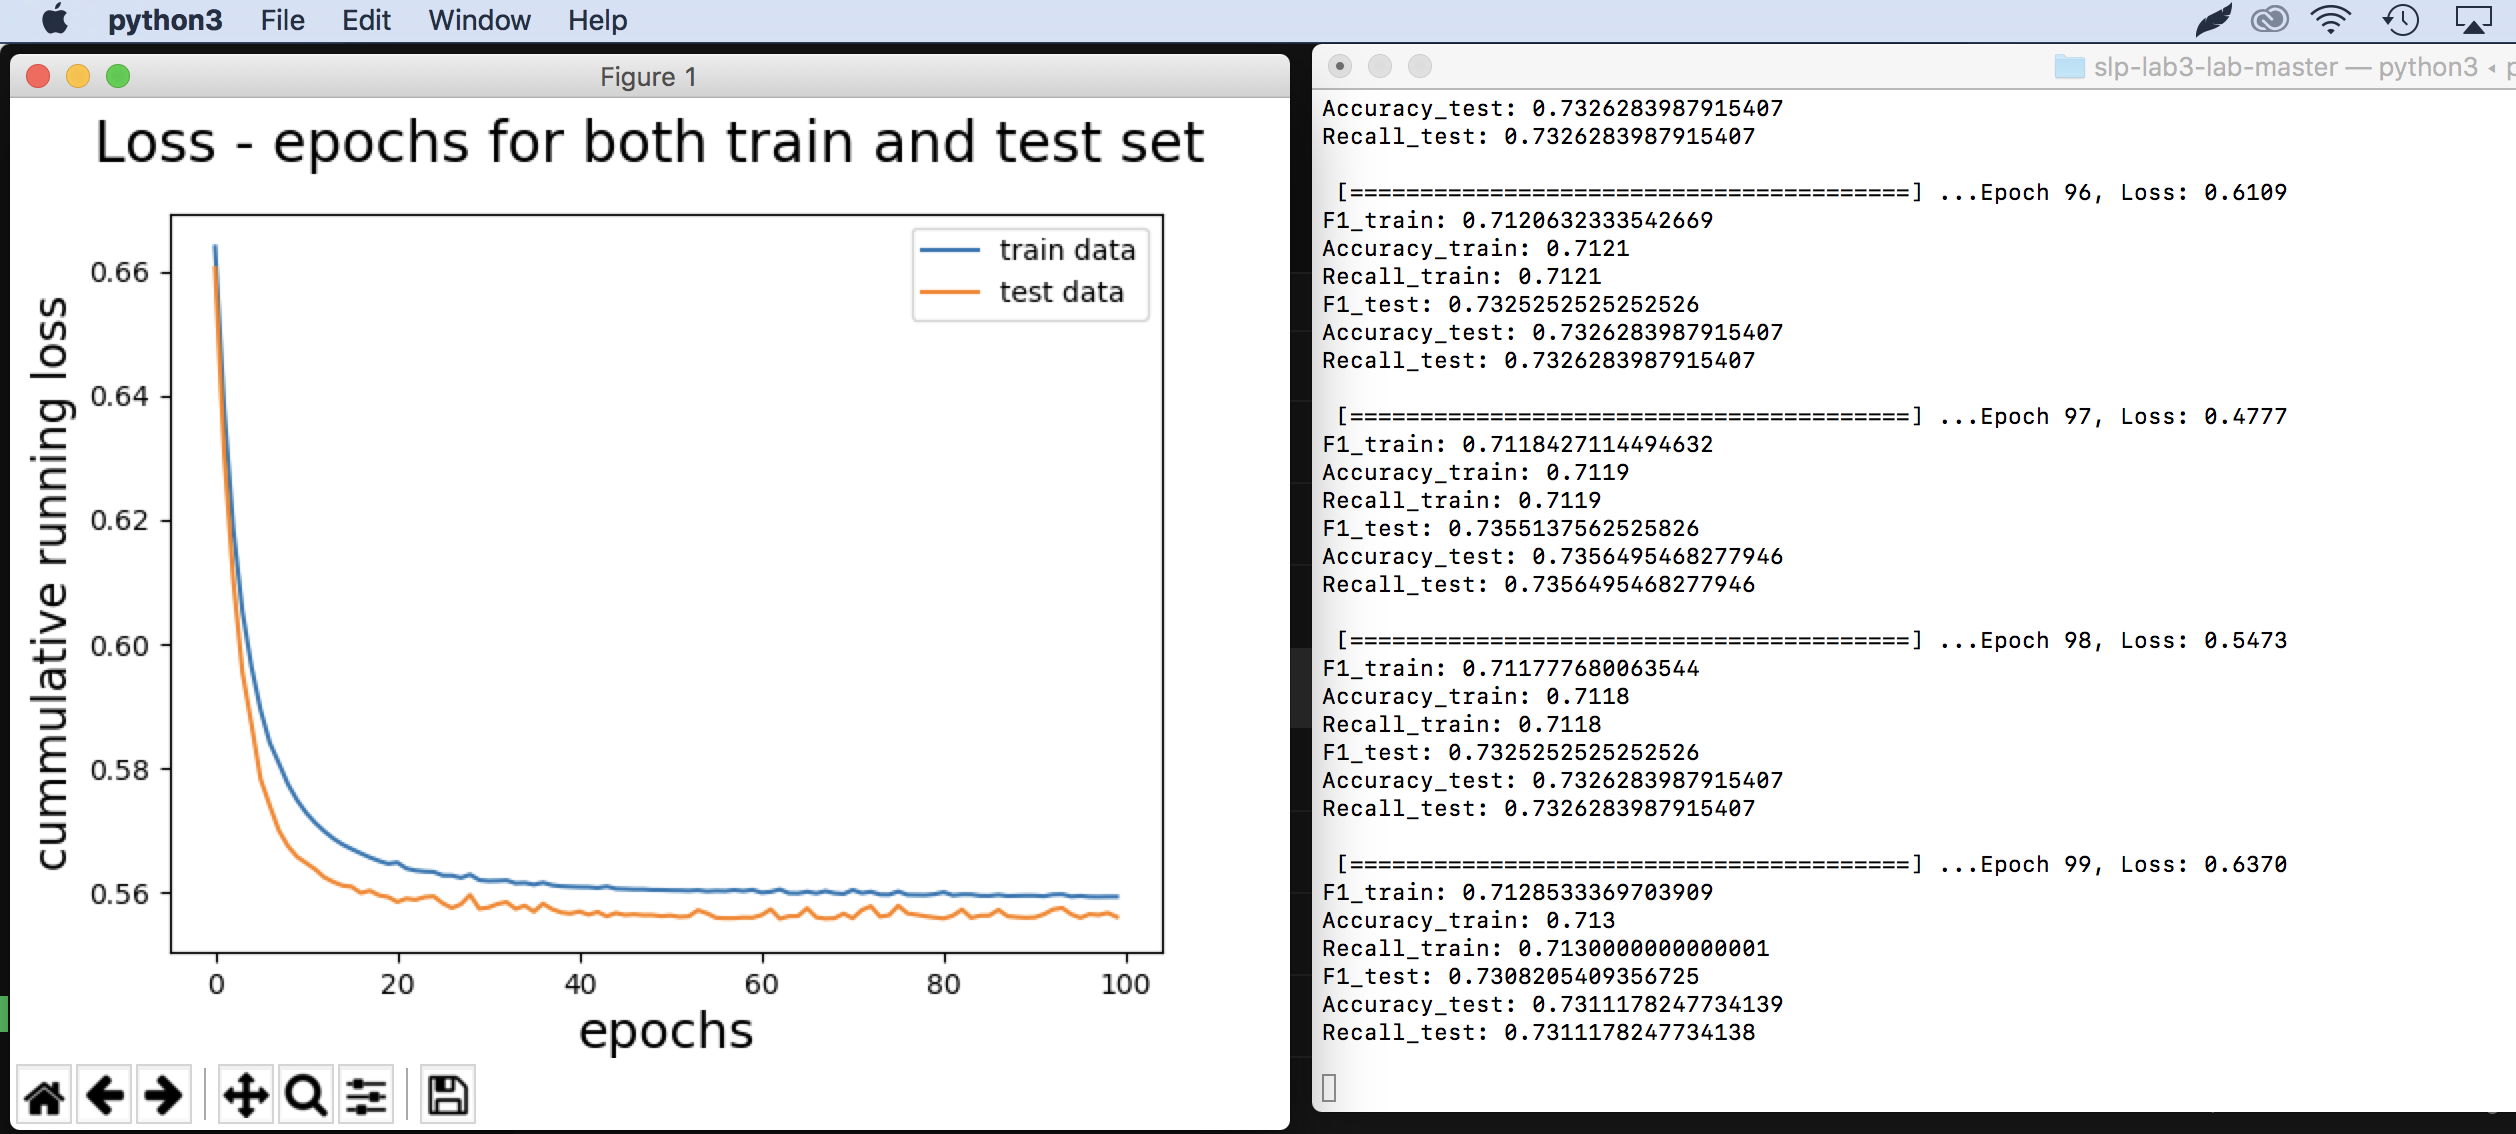 python3 File Edit Window Help
Figure 1
Loss - epochs for both train and test set
train data
test data
cummulative running loss
0.66
0.64
0.62
0.60
0.58
0.56
0 20 40 60 80 100
epochs
slp-lab3-lab-master — python3 ◂ p
Accuracy_test: 0.7326283987915407
Recall_test: 0.7326283987915407
[========================================] ...Epoch 96, Loss: 0.6109
F1_train: 0.7120632333542669
Accuracy_train: 0.7121
Recall_train: 0.7121
F1_test: 0.7325252525252526
Accuracy_test: 0.7326283987915407
Recall_test: 0.7326283987915407
[========================================] ...Epoch 97, Loss: 0.4777
F1_train: 0.7118427114494632
Accuracy_train: 0.7119
Recall_train: 0.7119
F1_test: 0.7355137562525826
Accuracy_test: 0.7356495468277946
Recall_test: 0.7356495468277946
[========================================] ...Epoch 98, Loss: 0.5473
F1_train: 0.711777680063544
Accuracy_train: 0.7118
Recall_train: 0.7118
F1_test: 0.7325252525252526
Accuracy_test: 0.7326283987915407
Recall_test: 0.7326283987915407
[========================================] ...Epoch 99, Loss: 0.6370
F1_train: 0.7128533369703909
Accuracy_train: 0.713
Recall_train: 0.7130000000000001
F1_test: 0.7308205409356725
Accuracy_test: 0.7311178247734139
Recall_test: 0.7311178247734138